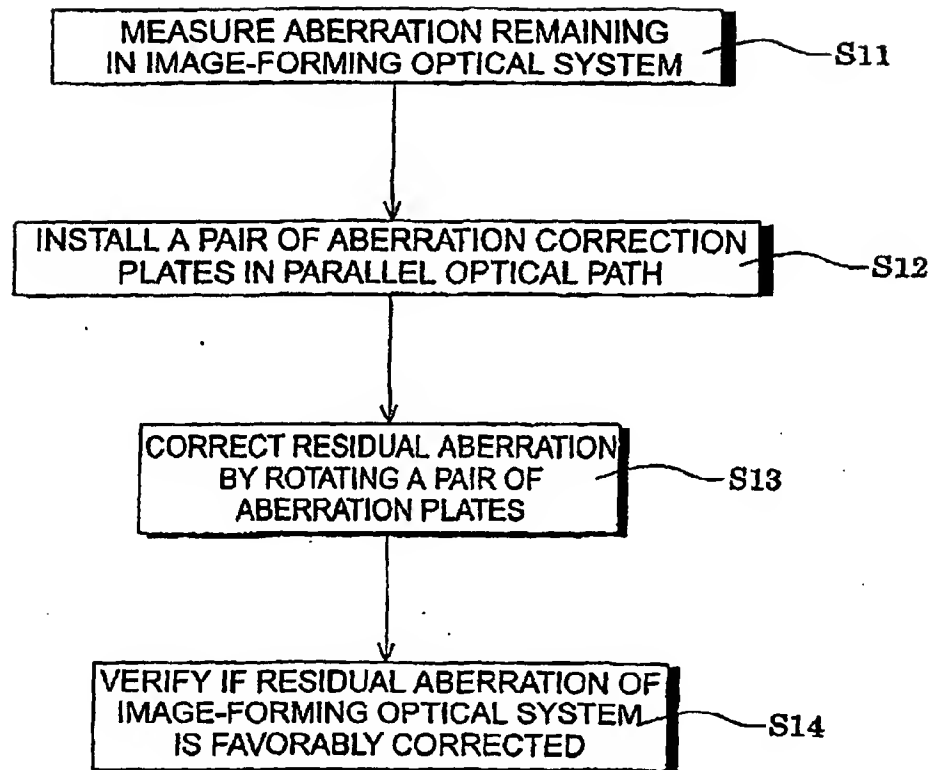 MEASURE ABERRATION REMAINING
IN IMAGE-FORMING OPTICAL SYSTEM
S11
INSTALL A PAIR OF ABERRATION CORRECTION
PLATES IN PARALLEL OPTICAL PATH
S12
CORRECT RESIDUAL ABERRATION
BY ROTATING A PAIR OF
ABERRATION PLATES
S13
VERIFY IF RESIDUAL ABERRATION OF
IMAGE-FORMING OPTICAL SYSTEM
IS FAVORABLY CORRECTED
S14